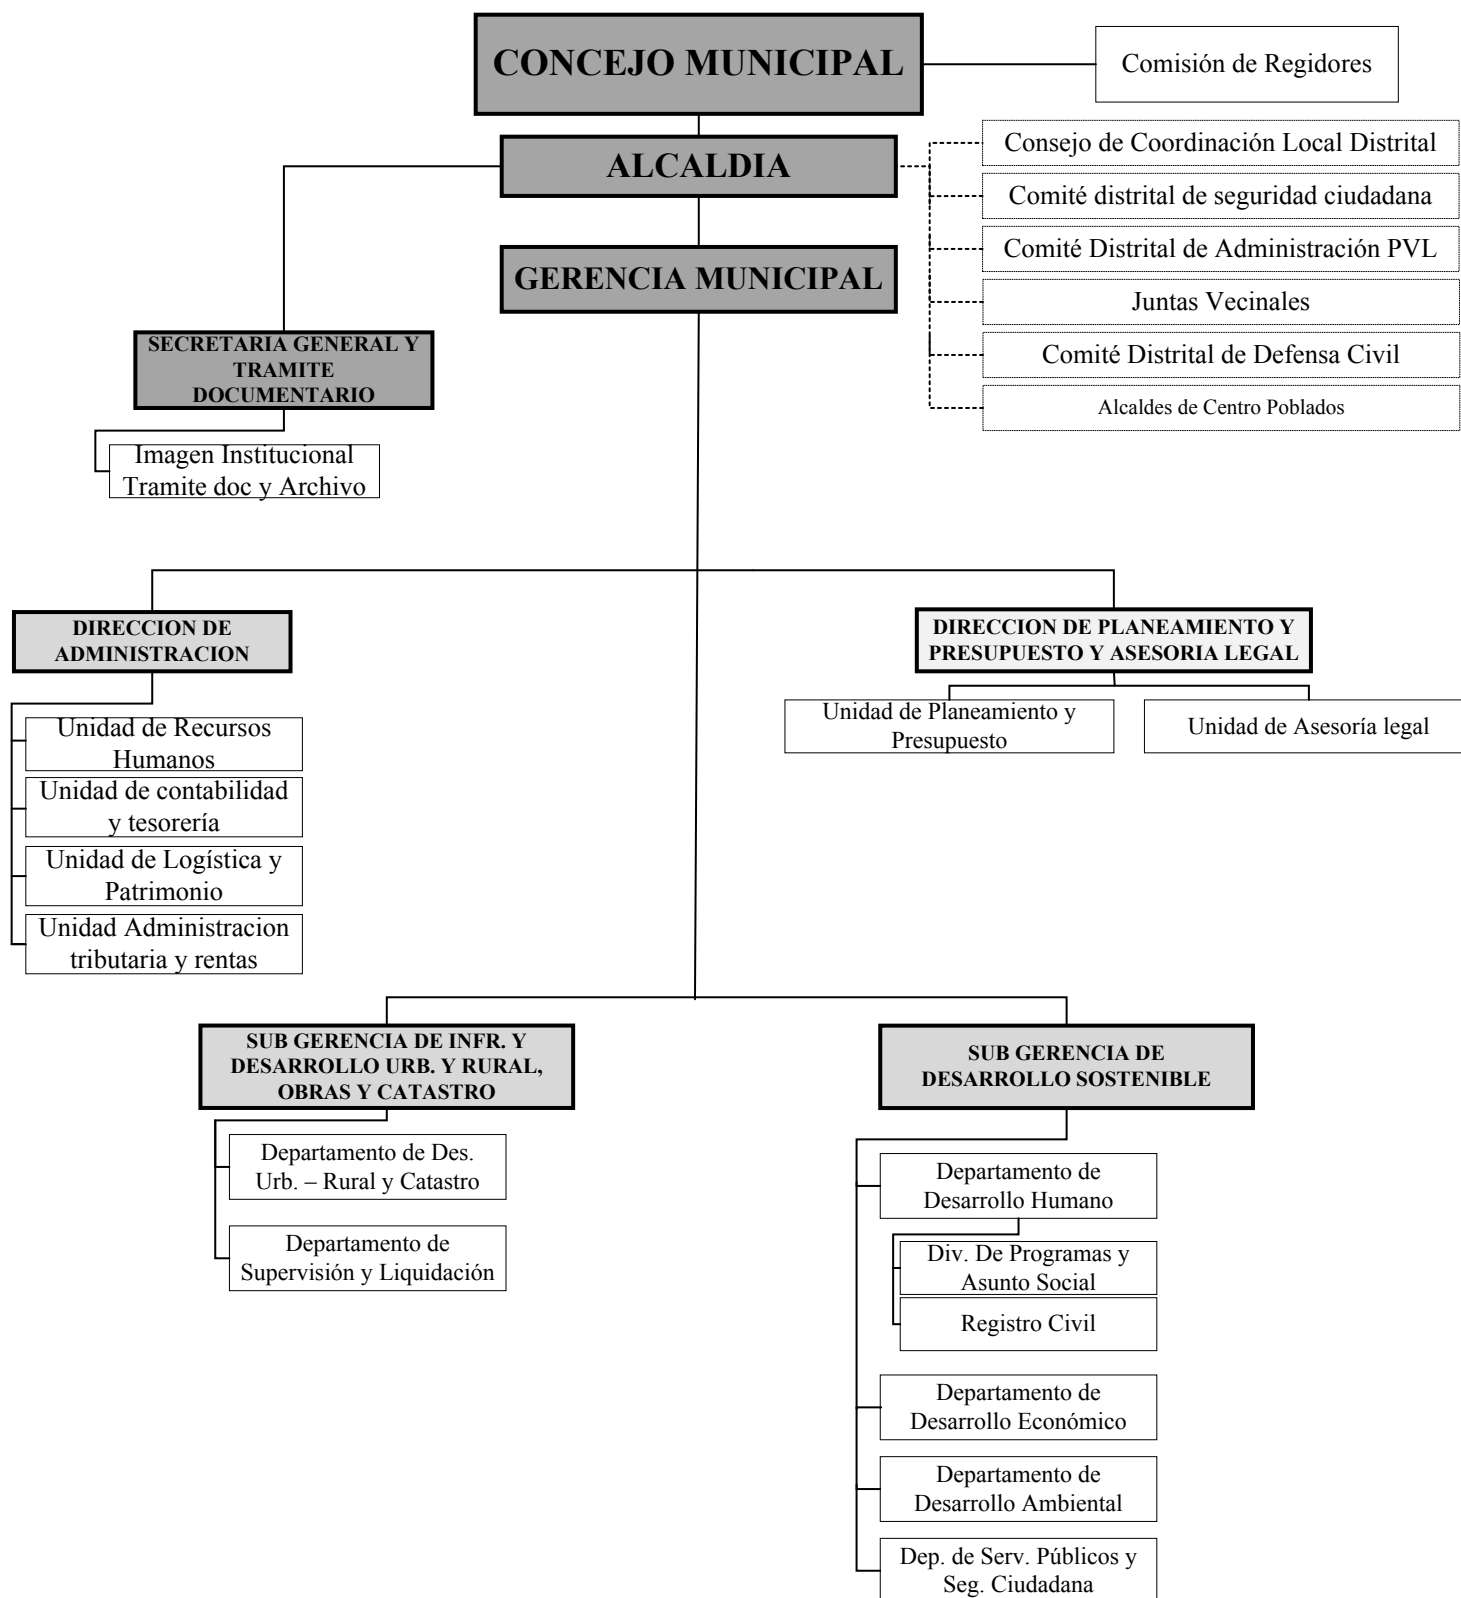 CONCEJO MUNICIPAL
Comisión de Regidores
ALCALDIA
Consejo de Coordinación Local Distrital
Comité distrital de seguridad ciudadana
Comité Distrital de Administración PVL
Juntas Vecinales
Comité Distrital de Defensa Civil
Alcaldes de Centro Poblados
GERENCIA MUNICIPAL
SECRETARIA GENERAL Y
TRAMITE
DOCUMENTARIO
Imagen Institucional
Tramite doc y Archivo
DIRECCION DE
ADMINISTRACION
Unidad de Recursos
Humanos
Unidad de contabilidad
y tesorería
Unidad de Logística y
Patrimonio
Unidad Administracion
tributaria y rentas
DIRECCION DE PLANEAMIENTO Y
PRESUPUESTO Y ASESORIA LEGAL
Unidad de Planeamiento y
Presupuesto
Unidad de Asesoría legal
SUB GERENCIA DE INFR. Y
DESARROLLO URB. Y RURAL,
OBRAS Y CATASTRO
Departamento de Des.
Urb. – Rural y Catastro
Departamento de
Supervisión y Liquidación
SUB GERENCIA DE
DESARROLLO SOSTENIBLE
Departamento de
Desarrollo Humano
Div. De Programas y
Asunto Social
Registro Civil
Departamento de
Desarrollo Económico
Departamento de
Desarrollo Ambiental
Dep. de Serv. Públicos y
Seg. Ciudadana